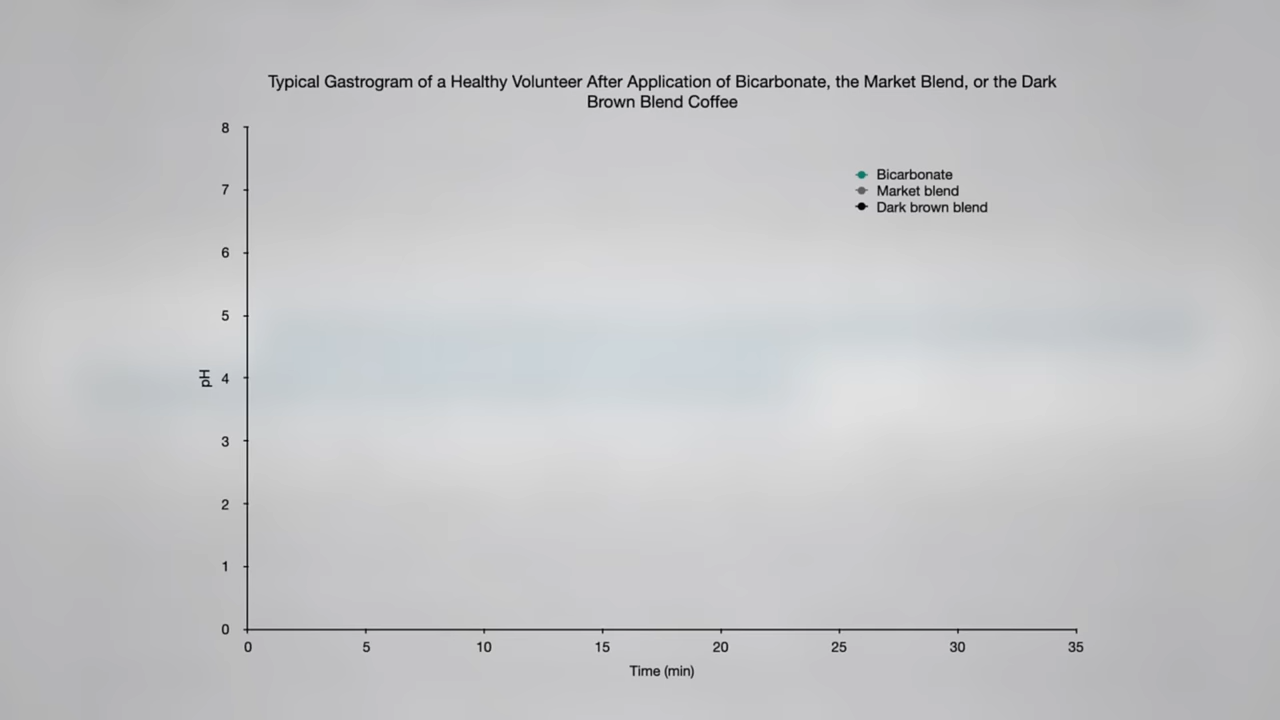 Typical Gastrogram of a Healthy Volunteer After Application of Bicarbonate, the Market Blend, or the Dark
Brown Blend Coffee
8
Bicarbonate
7
Market blend
Dark brown blend
6
5
pH
4
3
2
1
0
0 5 10 15 20 25 30 35
Time (min)